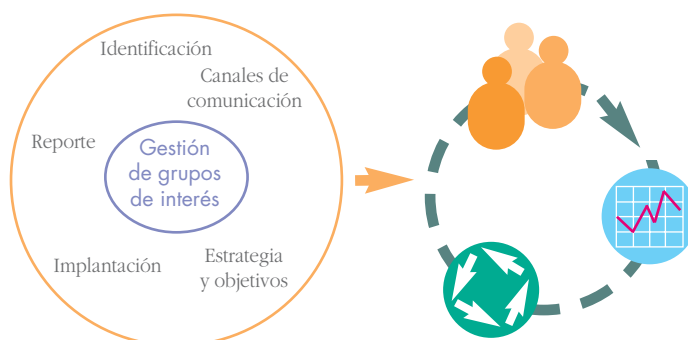 Identificación
Canales de
comunicación
Reporte
Gestión
de grupos
de interés
Implantación
Estrategia
y objetivos